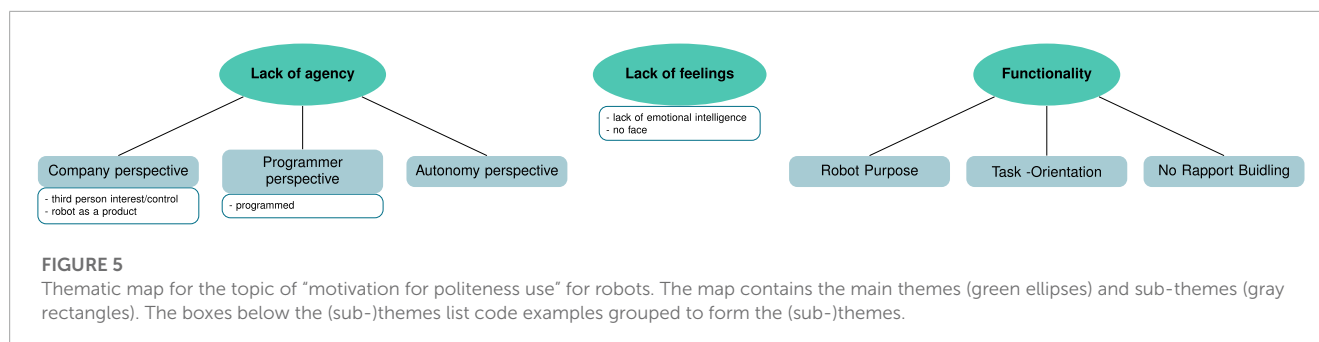 Lack of agency
Lack of feelings
Functionality
- lack of emotional intelligence
- no face
Company perspective
Programmer
perspective
Autonomy perspective
Robot Purpose
Task -Orientation
No Rapport Buidling
- third person interest/control
- robot as a product
- programmed
FIGURE 5
Thematic map for the topic of “motivation for politeness use” for robots. The map contains the main themes (green ellipses) and sub-themes (gray
rectangles). The boxes below the (sub-)themes list code examples grouped to form the (sub-)themes.